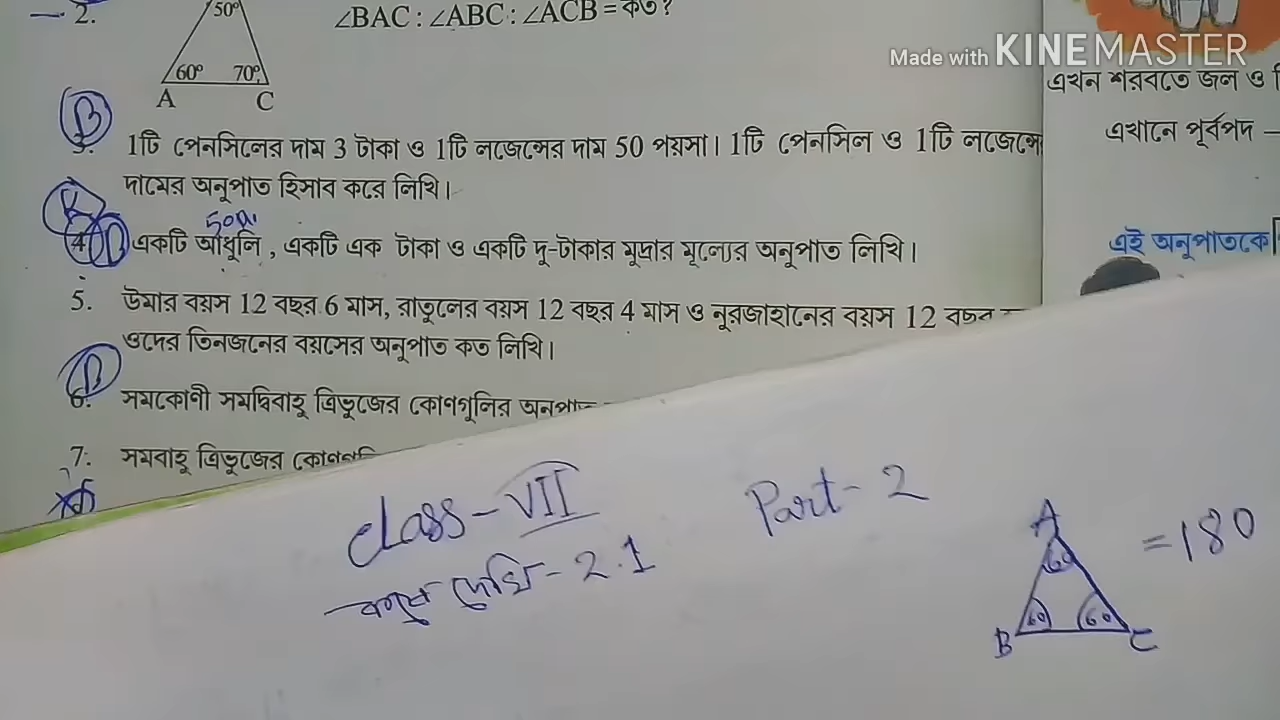 2.
50°
∠BAC : ∠ABC : ∠ACB = কত?
60° 70°
A C
B
3. 1টি পেনসিলের দাম 3 টাকা ও 1টি লজেন্সের দাম 50 পয়সা। 1টি পেনসিল ও 1টি লজেন্সে
দামের অনুপাত হিসাব করে লিখি।
4. একটি আধুলি, একটি এক টাকা ও একটি দু-টাকার মুদ্রার মূল্যের অনুপাত লিখি।
5. উমার বয়স 12 বছর 6 মাস, রাতুলের বয়স 12 বছর 4 মাস ও নুরজাহানের বয়স 12 বছর
ওদের তিনজনের বয়সের অনুপাত কত লিখি।
6. সমকোণী সমদ্বিবাহু ত্রিভুজের কোণগুলির অনুপাত
7. সমবাহু ত্রিভুজের
Made with KINEMASTER
এখন শরবতে জল ও
এখানে পূর্বপদ —
এই অনুপাতকে
class - VII
কষে দেখি - 2.1
Part - 2
A
60
= 180
60 60
B C